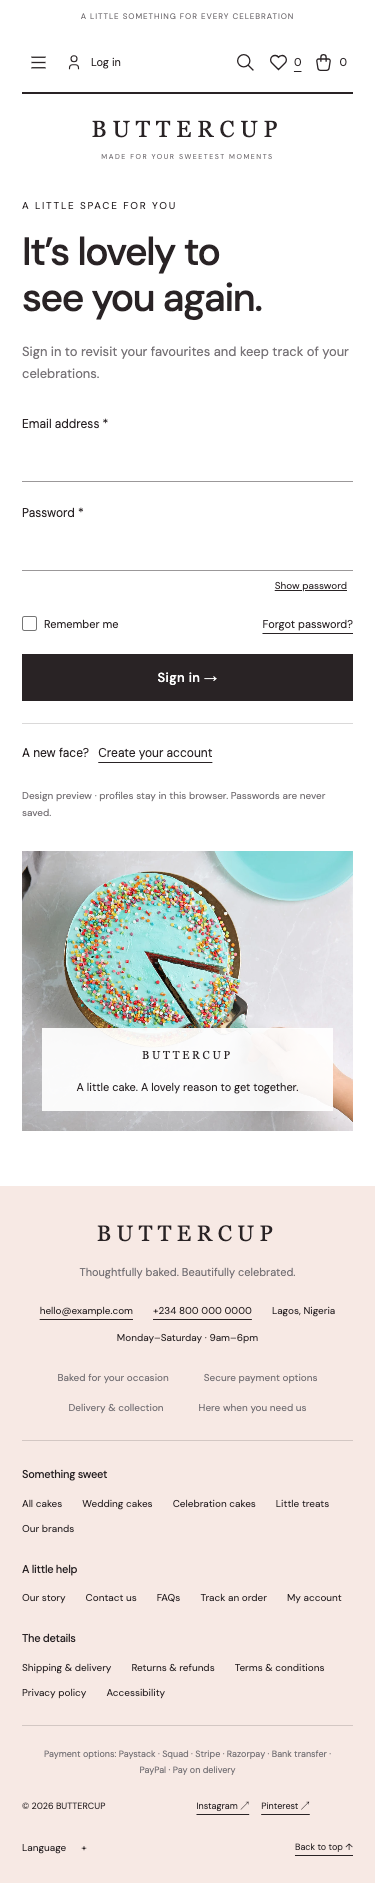 A LITTLE SOMETHING FOR EVERY CELEBRATION
Log in
0
0
BUTTERCUP
MADE FOR YOUR SWEETEST MOMENTS
A LITTLE SPACE FOR YOU
It’s lovely to
see you again.
Sign in to revisit your favourites and keep track of your
celebrations.
Email address *
Password *
Show password
Remember me
Forgot password?
Sign in →
A new face? Create your account
Design preview · profiles stay in this browser. Passwords are never
saved.
BUTTERCUP
A little cake. A lovely reason to get together.
BUTTERCUP
Thoughtfully baked. Beautifully celebrated.
hello@example.com +234 800 000 0000 Lagos, Nigeria
Monday–Saturday · 9am–6pm
Baked for your occasion Secure payment options
Delivery & collection Here when you need us
Something sweet
All cakes Wedding cakes Celebration cakes Little treats
Our brands
A little help
Our story Contact us FAQs Track an order My account
The details
Shipping & delivery Returns & refunds Terms & conditions
Privacy policy Accessibility
Payment options: Paystack · Squad · Stripe · Razorpay · Bank transfer ·
PayPal · Pay on delivery
© 2026 BUTTERCUP Instagram ↗ Pinterest ↗
Language + Back to top ↑